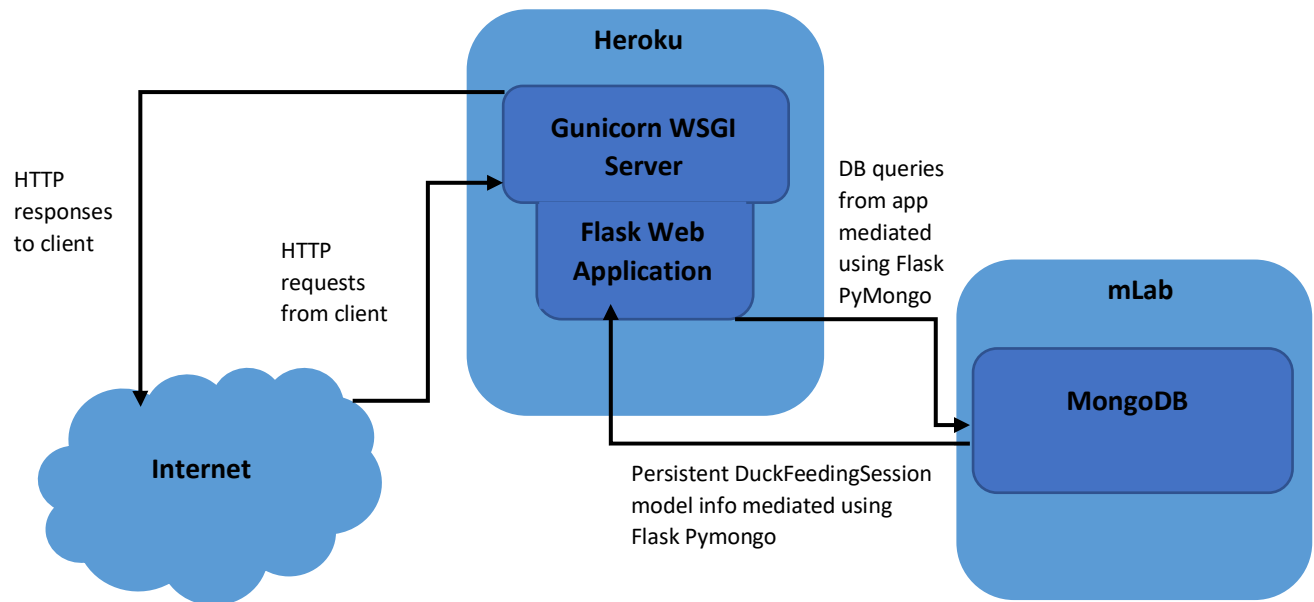 Heroku
Gunicorn WSGI
Server
Flask Web
Application
HTTP
responses
to client
HTTP
requests
from client
DB queries
from app
mediated
using Flask
PyMongo
mLab
MongoDB
Internet
Persistent DuckFeedingSession
model info mediated using
Flask Pymongo